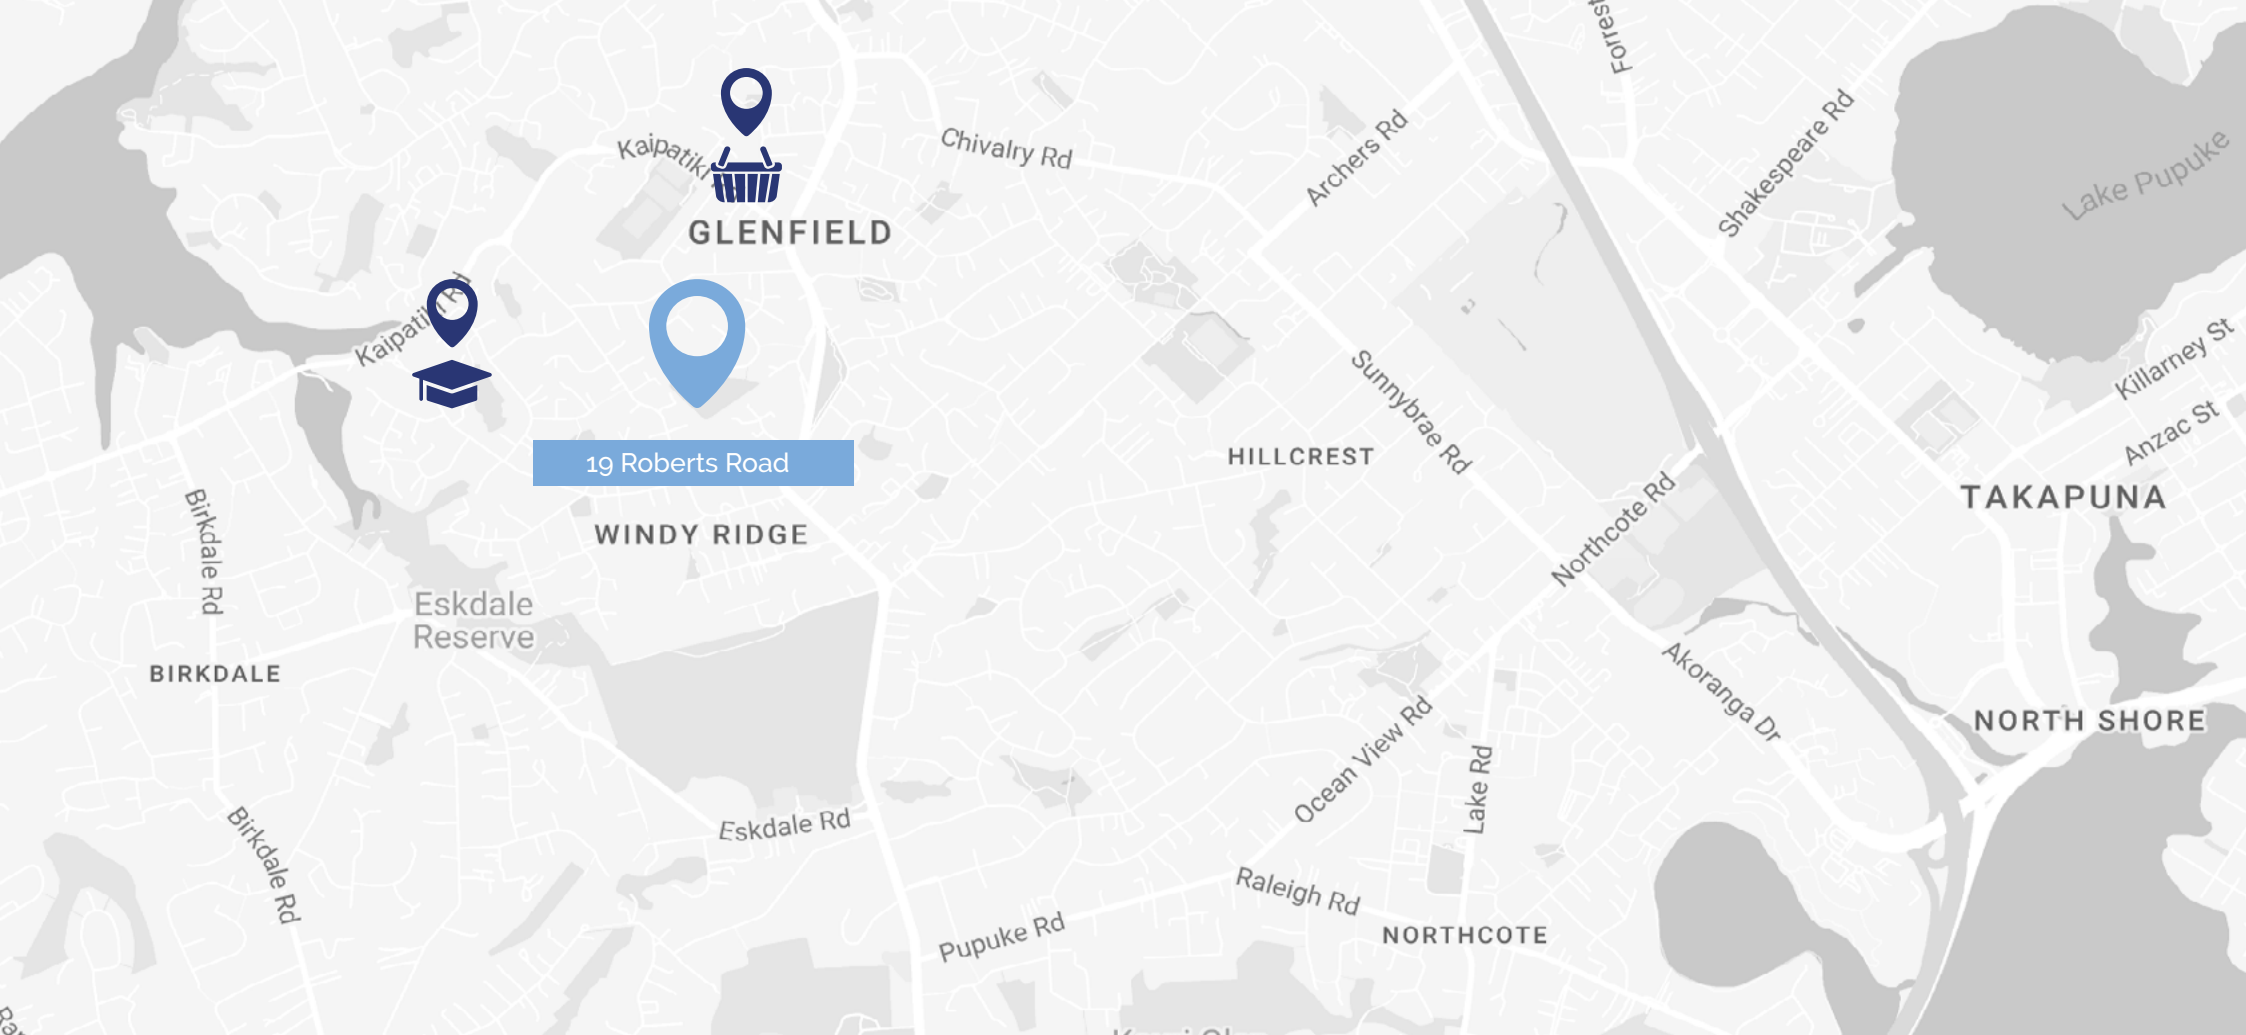 Forrest
Shakespeare Rd
Archers Rd
Chivalry Rd
Kaipatiki
Lake Pupuke
GLENFIELD
Kaipatiki Rd
Killarney St
Anzac St
Sunnybrae Rd
HILLCREST
19 Roberts Road
TAKAPUNA
Northcote Rd
Birkdale Rd
WINDY RIDGE
Eskdale
Reserve
BIRKDALE
Akoranga Dr
NORTH SHORE
Ocean View Rd
Lake Rd
Eskdale Rd
Birkdale Rd
Raleigh Rd
Pupuke Rd
NORTHCOTE